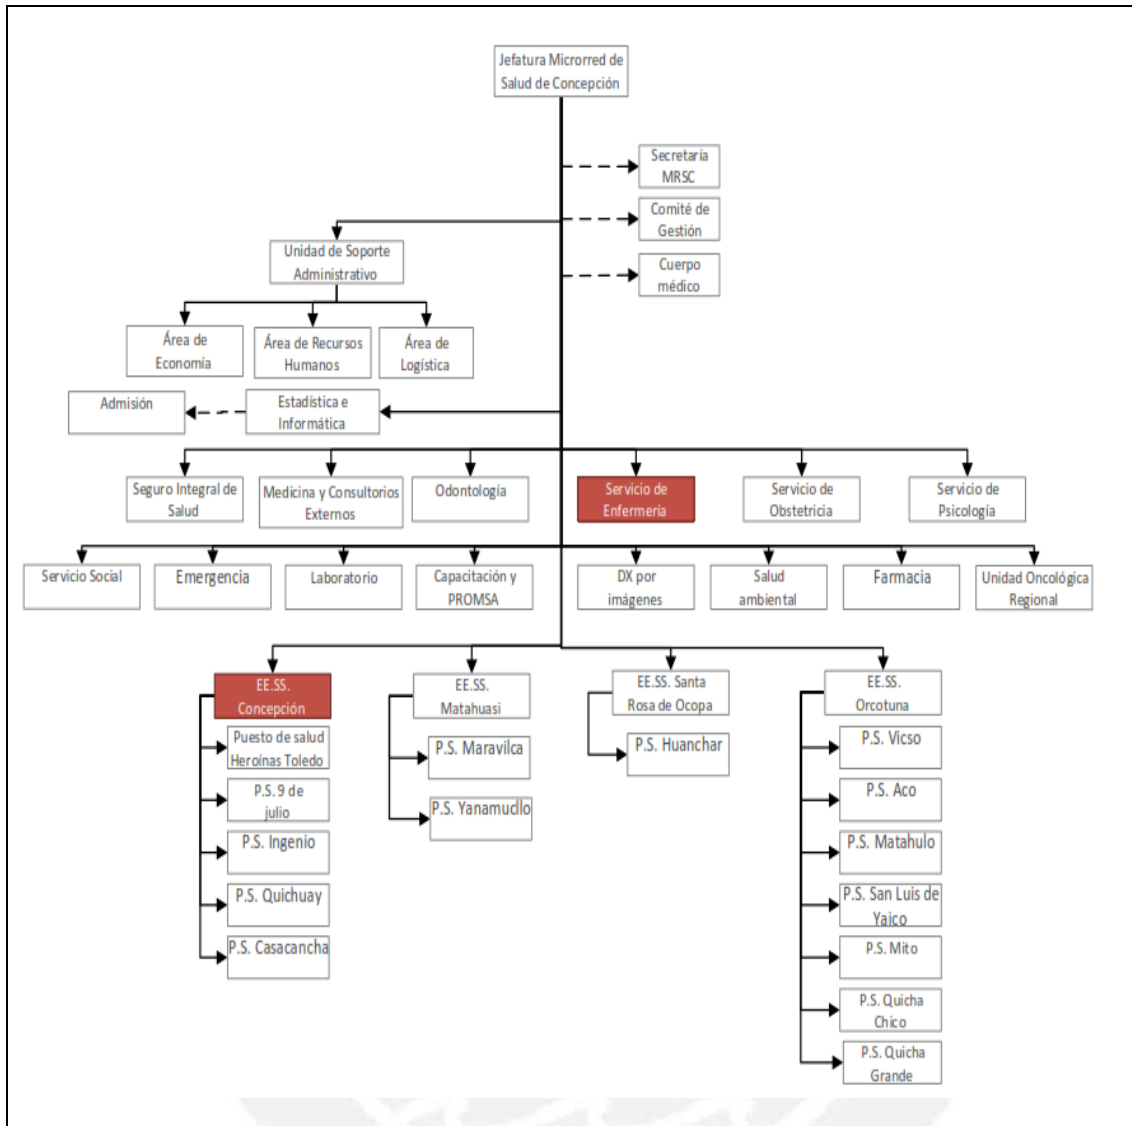 Jefatura Microrred de
Salud de Concepción
Secretaría
MRSC
Comité de
Gestión
Cuerpo
médico
Unidad de Soporte
Administrativo
Área de
Economía
Área de Recursos
Humanos
Área de
Logística
Admisión
Estadística e
Informática
Seguro Integral de
Salud
Medicina y Consultorios
Externos
Odontología
Servicio de
Enfermería
Servicio de
Obstetricia
Servicio de
Psicología
Servicio Social
Emergencia
Laboratorio
Capacitación y
PROMSA
DX por
imágenes
Salud
ambiental
Farmacia
Unidad Oncológica
Regional
EE.SS.
Concepción
Puesto de salud
Heroínas Toledo
P.S. 9 de
julio
P.S. Ingenio
P.S. Quichuay
P.S. Casacancha
EE.SS.
Matahuasi
P.S. Maravilca
P.S. Yanamucllo
EE.SS. Santa
Rosa de Ocopa
P.S. Huanchar
EE.SS.
Orcotuna
P.S. Vicso
P.S. Aco
P.S. Matahulo
P.S. San Luis de
Yaico
P.S. Mito
P.S. Quicha
Chico
P.S. Quicha
Grande